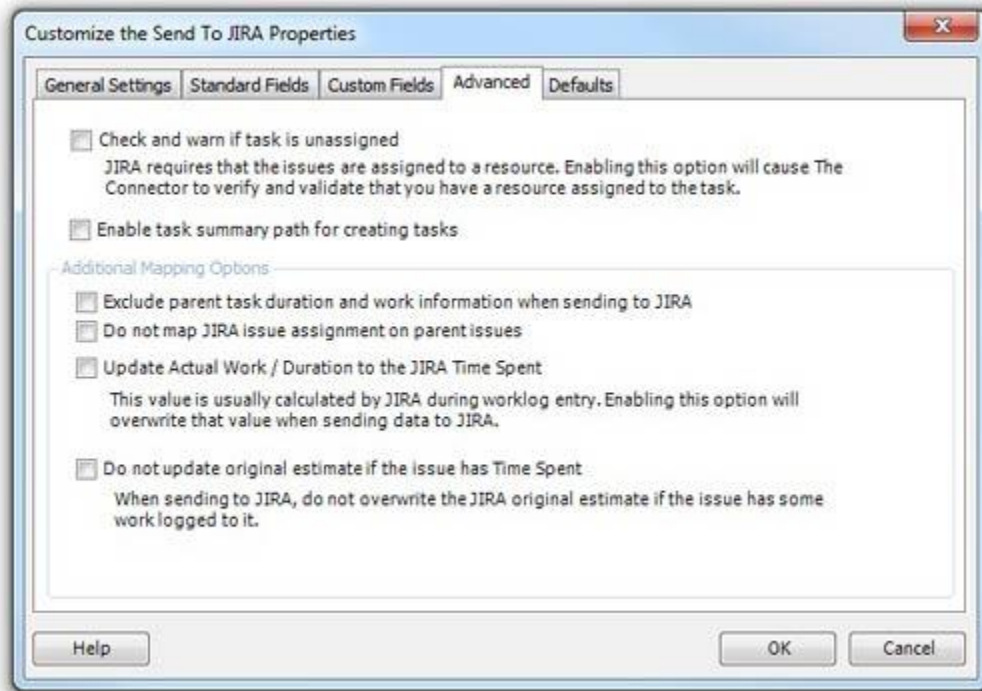 Customize the Send To JIRA Properties
General Settings Standard Fields Custom Fields Advanced Defaults
Check and warn if task is unassigned
JIRA requires that the issues are assigned to a resource. Enabling this option will cause The
Connector to verify and validate that you have a resource assigned to the task.
Enable task summary path for creating tasks
Additional Mapping Options
Exclude parent task duration and work information when sending to JIRA
Do not map JIRA issue assignment on parent issues
Update Actual Work / Duration to the JIRA Time Spent
This value is usually calculated by JIRA during worklog entry. Enabling this option will
overwrite that value when sending data to JIRA.
Do not update original estimate if the issue has Time Spent
When sending to JIRA, do not overwrite the JIRA original estimate if the issue has some
work logged to it.
Help OK Cancel